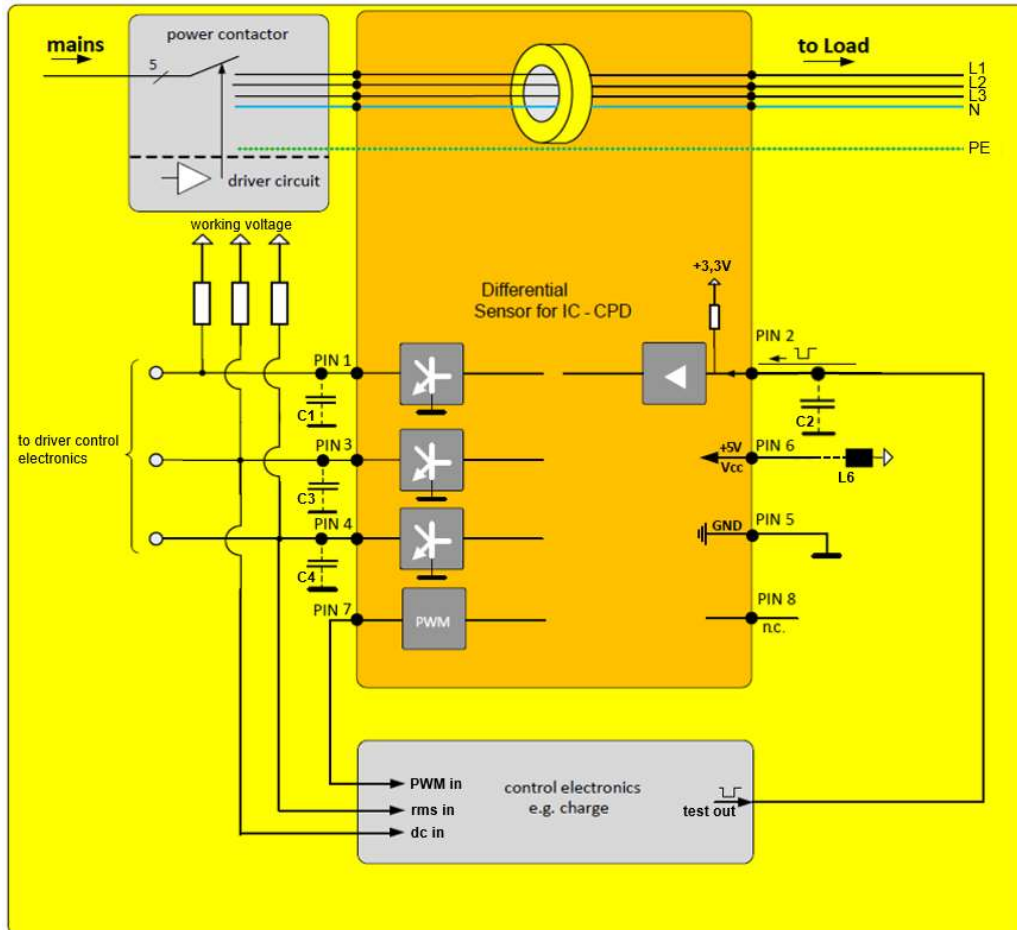 power contactor
mains
5
to Load
L1
L2
L3
N
PE
driver circuit
working voltage
+3,3V
Differential
Sensor for IC - CPD
PIN 2
PIN 1
C1
C2
to driver control
electronics
PIN 3
+5V
Vcc
PIN 6
L6
C3
PIN 4
GND
PIN 5
C4
PIN 7
PWM
PIN 8
n.c.
PWM in
rms in
dc in
control electronics
e.g. charge
test out